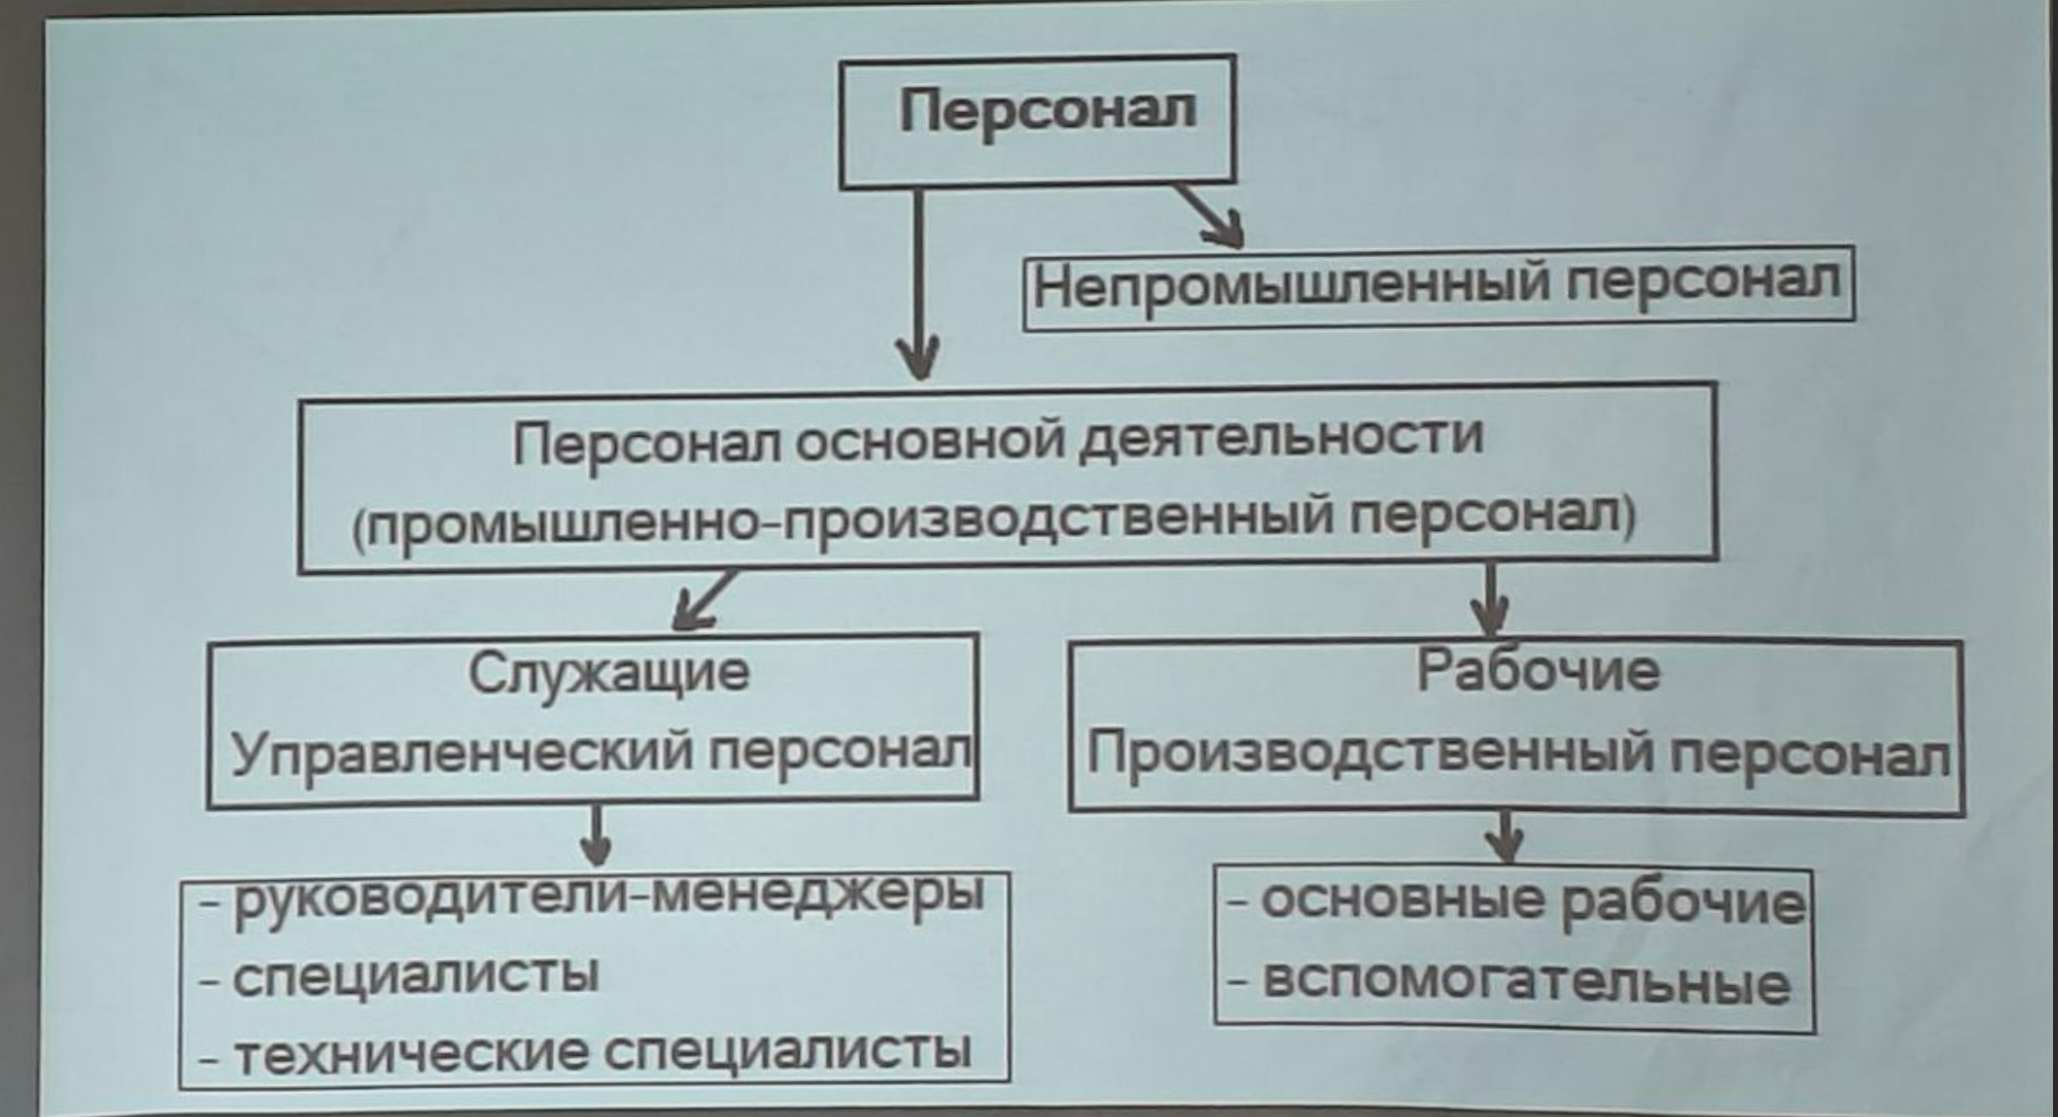 Персонал
Непромышленный персонал
Персонал основной деятельности
(промышленно-производственный персонал)
Служащие
Управленческий персонал
Рабочие
Производственный персонал
- руководители-менеджеры
- специалисты
- технические специалисты
- основные рабочие
- вспомогательные